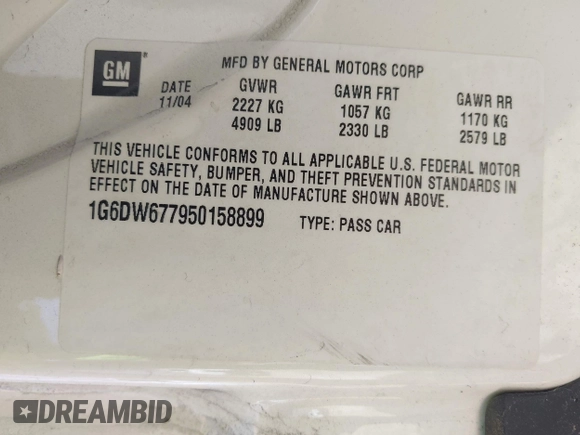 GM
MFD BY GENERAL MOTORS CORP
DATE GVWR GAWR FRT GAWR RR
11/04 2227 KG 1057 KG 1170 KG
4909 LB 2330 LB 2579 LB
THIS VEHICLE CONFORMS TO ALL APPLICABLE U.S. FEDERAL MOTOR
VEHICLE SAFETY, BUMPER, AND THEFT PREVENTION STANDARDS IN
EFFECT ON THE DATE OF MANUFACTURE SHOWN ABOVE.
1G6DW677950158899 TYPE: PASS CAR
DREAMBID